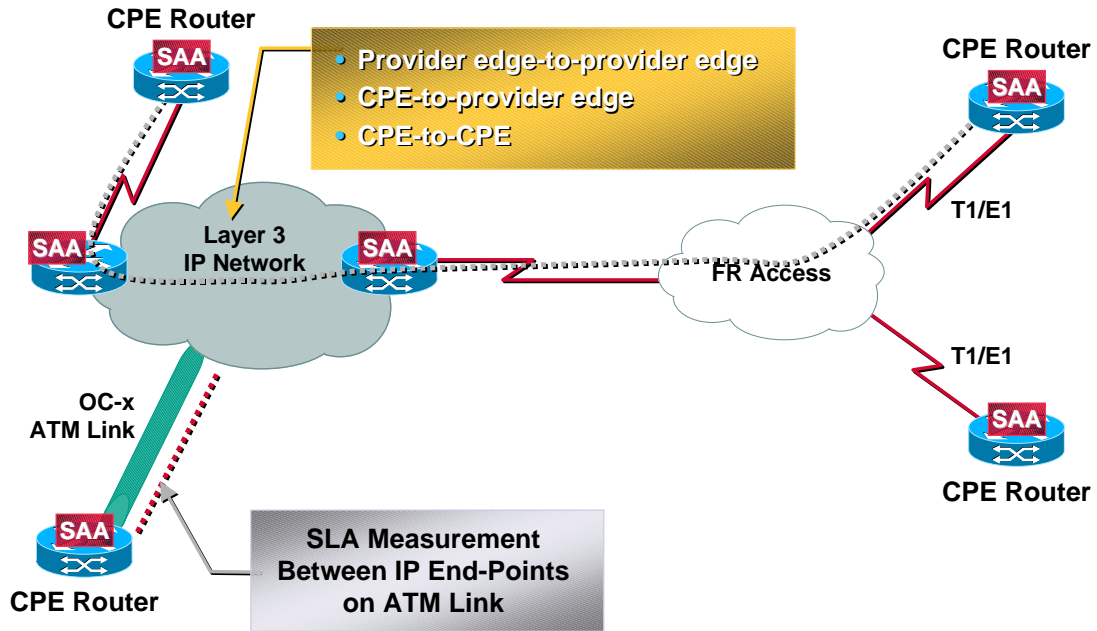 CPE Router
SAA
• Provider edge-to-provider edge
• CPE-to-provider edge
• CPE-to-CPE
CPE Router
SAA
T1/E1
SAA
Layer 3
IP Network
SAA
FR Access
T1/E1
OC-x
ATM Link
SAA
CPE Router
SAA
CPE Router
SLA Measurement
Between IP End-Points
on ATM Link